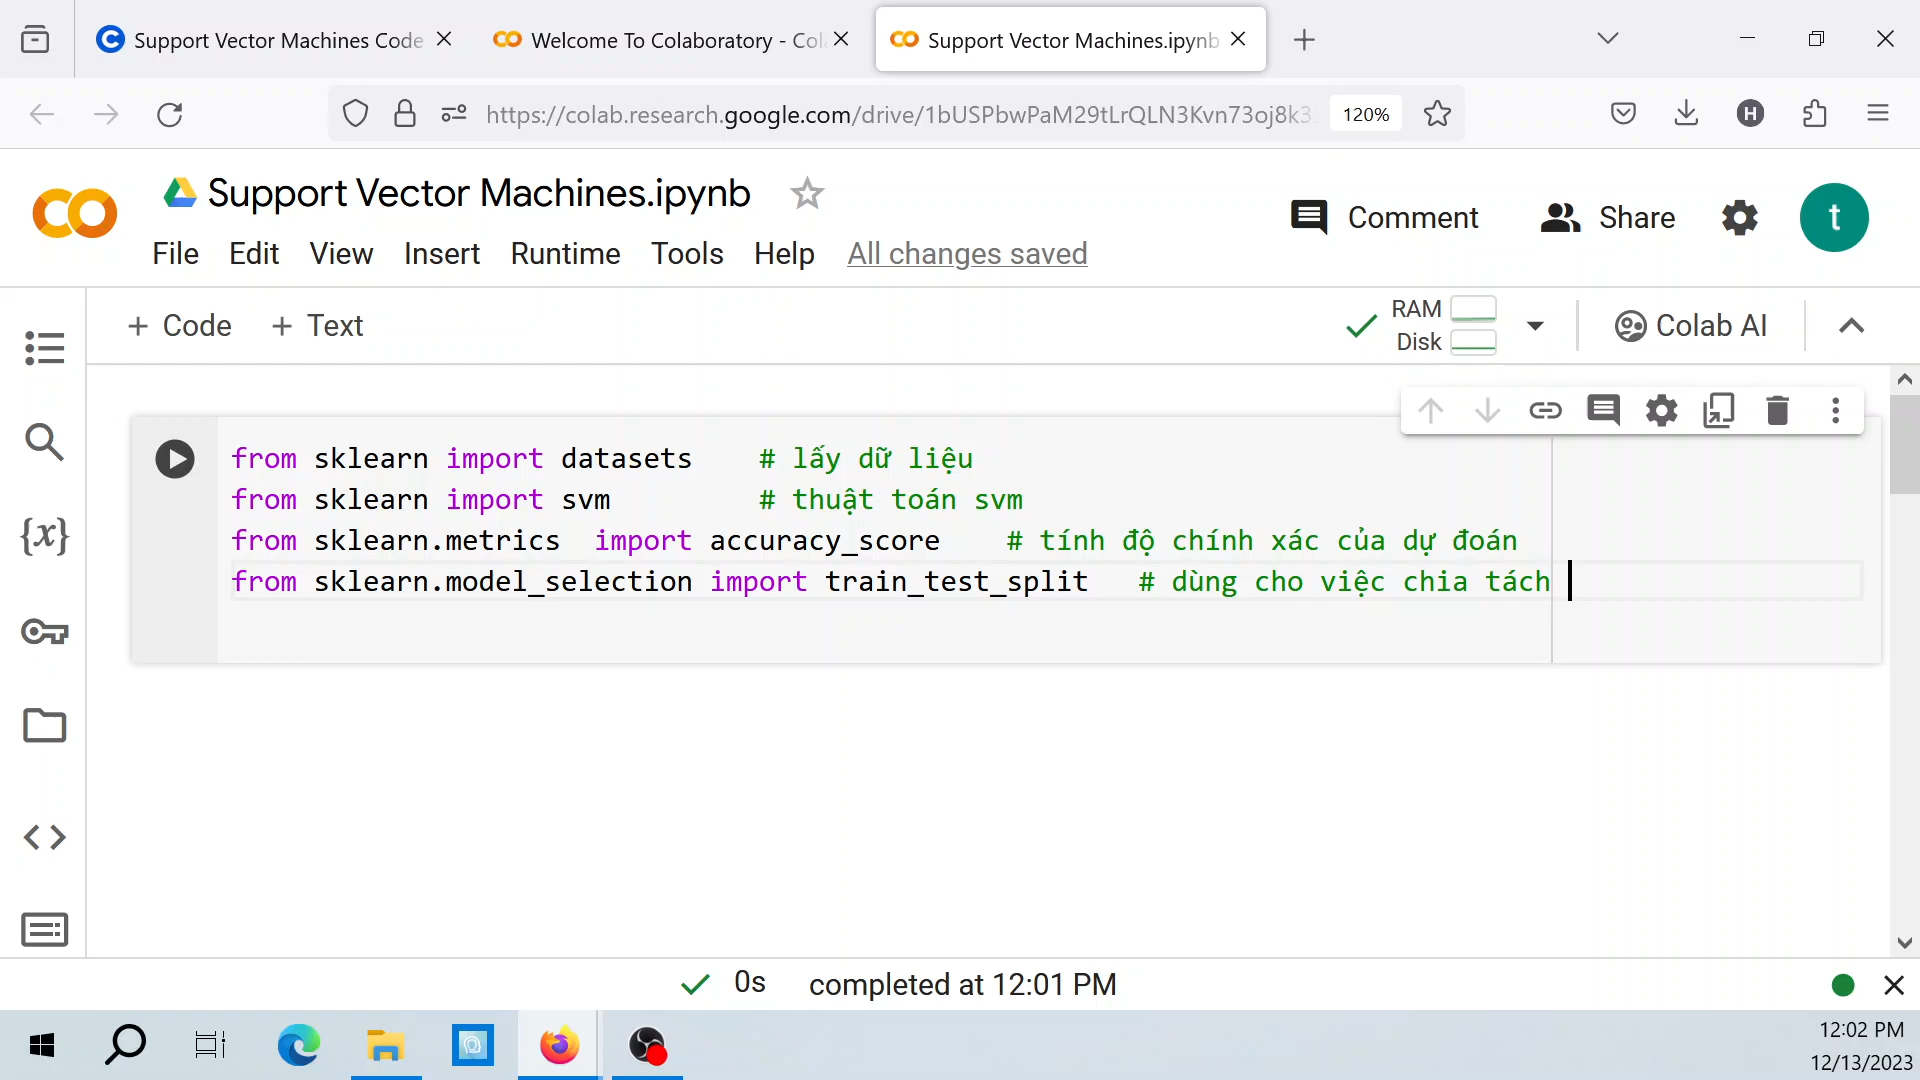 Support Vector Machines Code
Welcome To Colaboratory - Col
Support Vector Machines.ipynb
https://colab.research.google.com/drive/1bUSPbwPaM29tLrQLN3Kvn73oj8k3
120%
H
Support Vector Machines.ipynb
Comment
Share
t
File Edit View Insert Runtime Tools Help All changes saved
+ Code + Text
RAM
Disk
Colab AI
from sklearn import datasets # lấy dữ liệu
from sklearn import svm # thuật toán svm
from sklearn.metrics import accuracy_score # tính độ chính xác của dự đoán
from sklearn.model_selection import train_test_split # dùng cho việc chia tách
{x}
0s completed at 12:01 PM
12:02 PM
12/13/2023